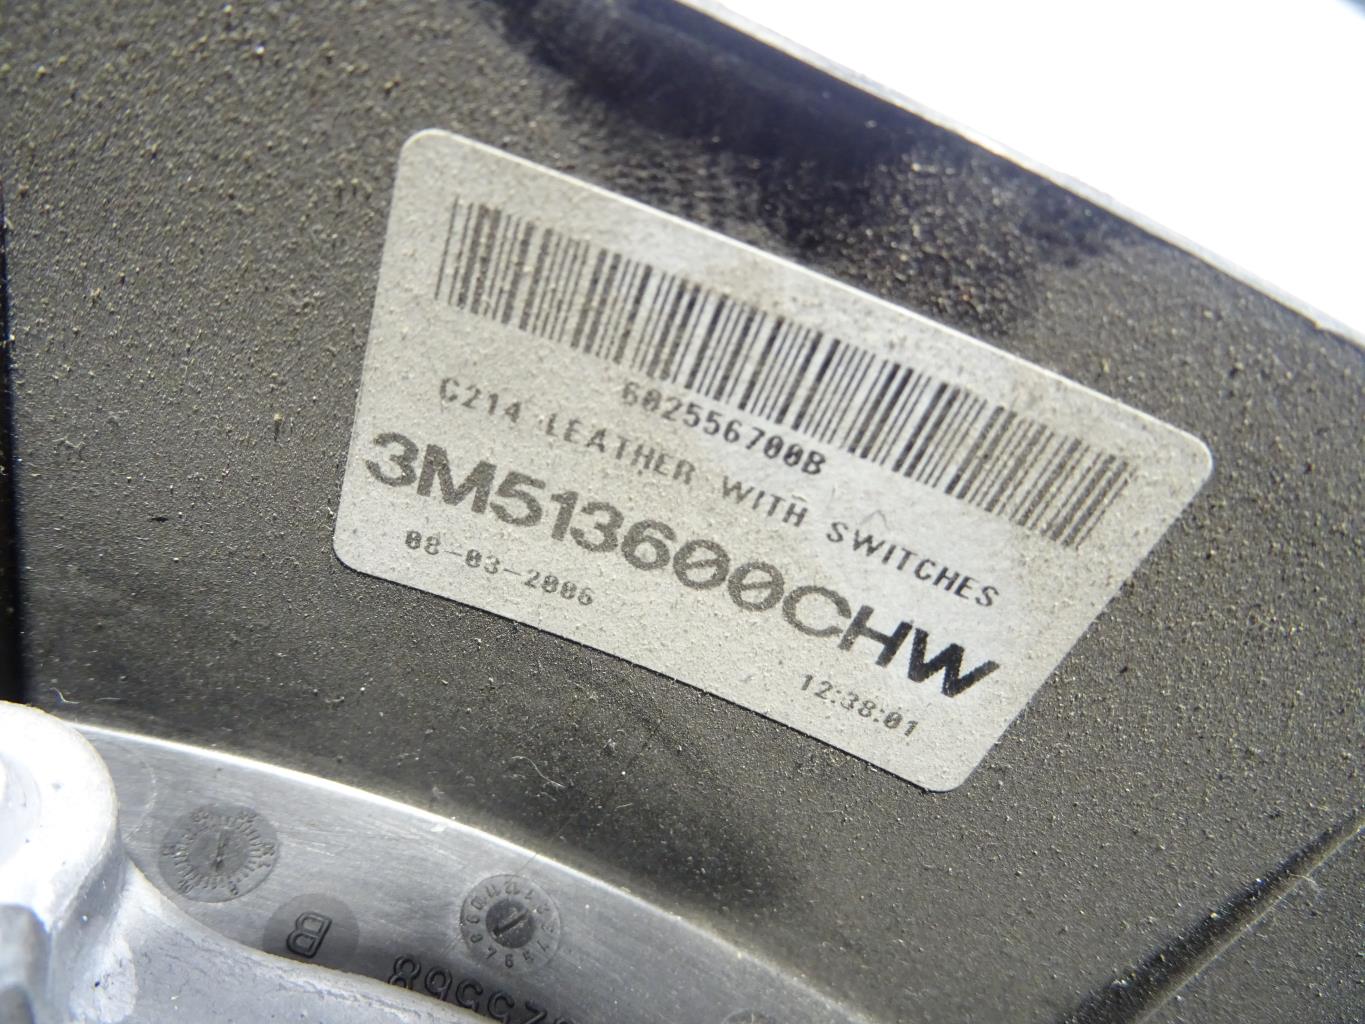 602556700B
C214 LEATHER WITH SWITCHES
3M513600CHW
08-03-2006
12:38:01
B